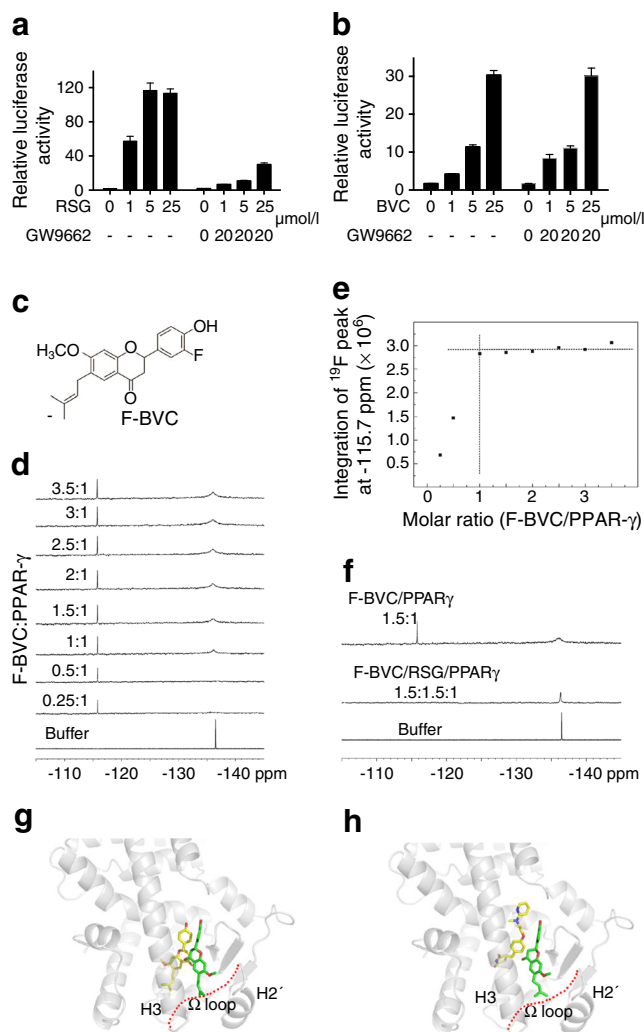 a
Relative luciferase activity
120
80
40
0
RSG 0 1 5 25 0 1 5 25 μmol/l
GW9662 - - - - 0 20 20 20
b
Relative luciferase activity
30
20
10
0
BVC 0 1 5 25 0 1 5 25 μmol/l
GW9662 - - - - 0 20 20 20
c
OH
F
H3CO
O
O
-
F-BVC
d
F-BVC:PPAR-γ
3.5:1
3:1
2.5:1
2:1
1.5:1
1:1
0.5:1
0.25:1
Buffer
-110 -120 -130 -140 ppm
e
Integration of 19F peak
at -115.7 ppm (× 10⁶)
3.0
2.5
2.0
1.5
1.0
0.5
0 1 2 3 4
Molar ratio (F-BVC/PPAR-γ)
f
F-BVC/PPARγ
1.5:1
F-BVC/RSG/PPARγ
1.5:1.5:1
Buffer
-110 -120 -130 -140 ppm
g
H3
Ω loop
H2´
h
H3
Ω loop
H2´